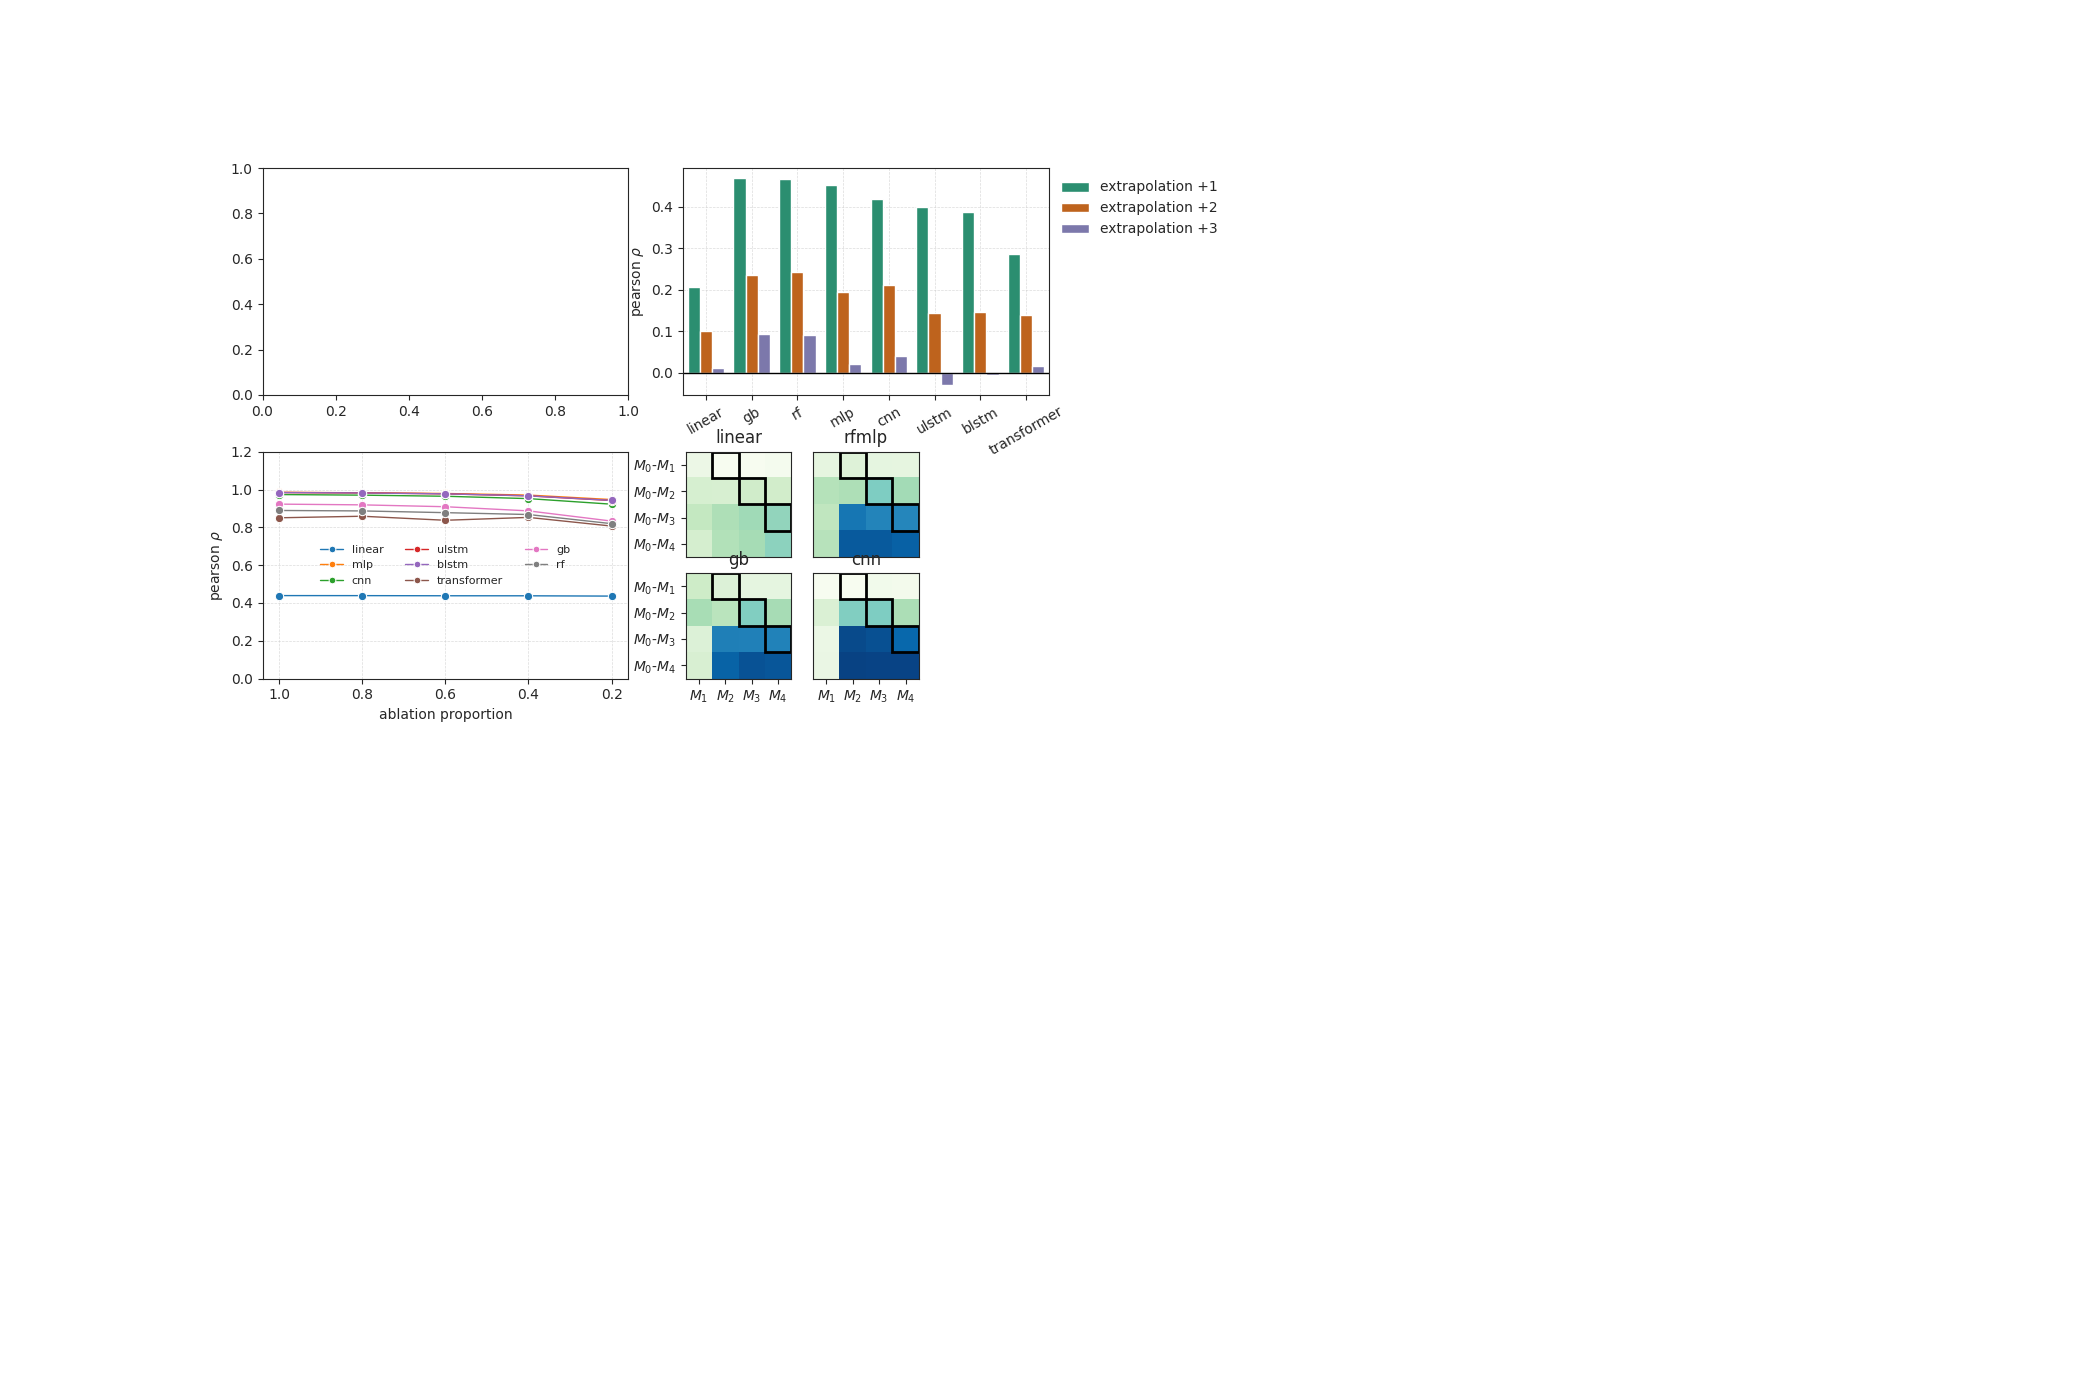 1.0
0.8
0.6
0.4
0.2
0.0
0.0 0.2 0.4 0.6 0.8 1.0
pearson ρ
0.4
0.3
0.2
0.1
0.0
linear gb rf mlp cnn ulstm blstm transformer
extrapolation +1
extrapolation +2
extrapolation +3
pearson ρ
1.2
1.0
0.8
0.6
0.4
0.2
0.0
1.0 0.8 0.6 0.4 0.2
ablation proportion
linear ulstm gb
mlp blstm rf
cnn transformer
linear rfmlp
M₀-M₁
M₀-M₂
M₀-M₃
M₀-M₄
gb cnn
M₀-M₁
M₀-M₂
M₀-M₃
M₀-M₄
M₁ M₂ M₃ M₄ M₁ M₂ M₃ M₄